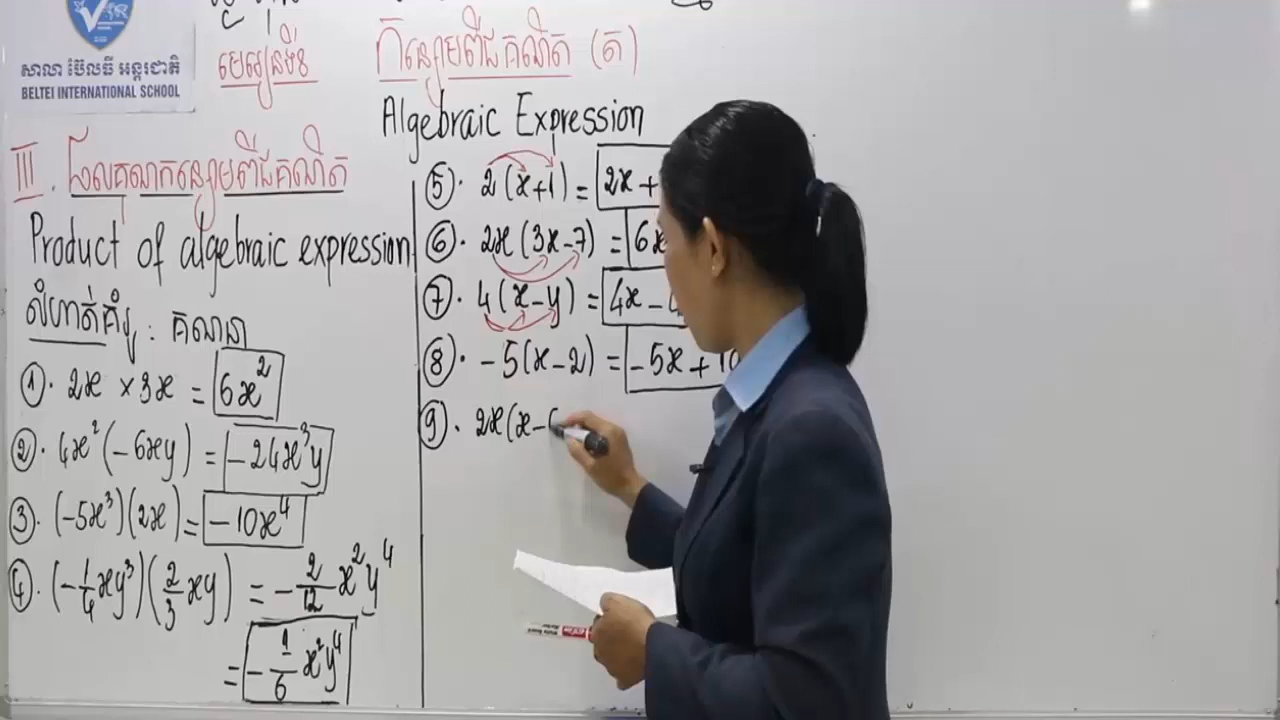 សាលា ប៊ែលធី អន្តរជាតិ
BELTEI INTERNATIONAL SCHOOL
មេរៀនទី៖
កន្សោមពីជគណិត (ត)
Algebraic Expression
III. ផលគុណកន្សោមពីជគណិត
Product of algebraic expression
លំហាត់គំរូ : គណនា
①. 2x × 3x = 6x²
②. 4x² (-6xy) = -24x³y
③. (-5x³)(2x) = -10x⁴
④. (-1/4 xy³)(2/3 xy) = -2/12 x²y⁴
= -1/6 x²y⁴
⑤. 2(x+1) = 2x +
⑥. 2x(3x-7) = 6x
⑦. 4(x-y) = 4x - 4
⑧. -5(x-2) = -5x + 10
⑨. 2x(x-